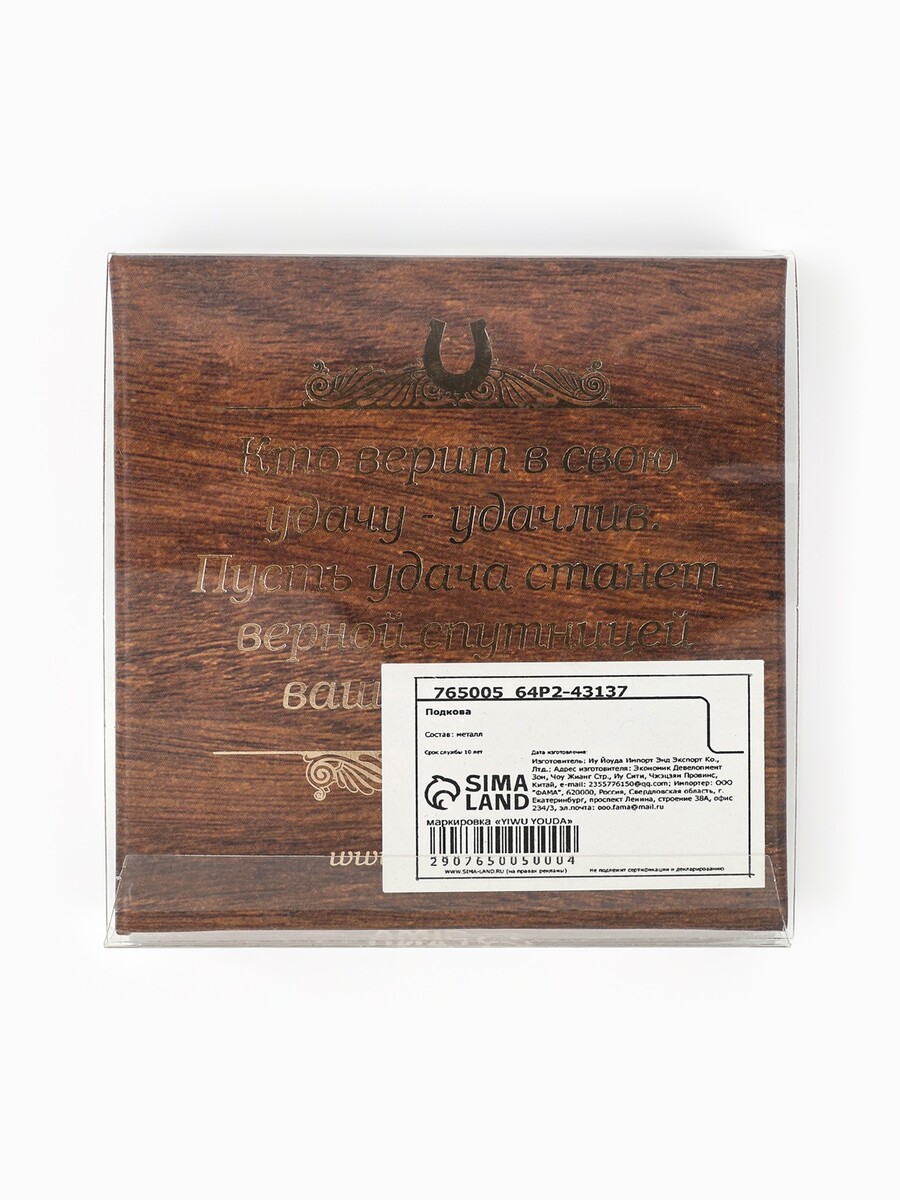 Кто верит в свою
удачу - удачлив.
Пусть удача станет
верной спутницей
ваш
www
765005 64Р2-43137
Подкова
Состав: металл
Срок службы 10 лет
Дата изготовления:
Изготовитель: Иу Йоуда Импорт Энд Экспорт Ко.,
Лтд.; Адрес изготовителя: Экономик Девелопмент
Зон, Чоу Жианг Стр., Иу Сити, Чжэцзян Провинс,
Китай, e-mail: 2355776150@qq.com; Импортер: ООО
"ФАМА", 620000, Россия, Свердловская область, г.
Екатеринбург, проспект Ленина, строение 38А, офис
234/3, эл.почта: ooo.fama@mail.ru
SIMA
LAND
маркировка «YIWU YOUDA»
2907650050004
WWW.SIMA-LAND.RU (на правах рекламы)
Не подлежит сертификации и декларированию